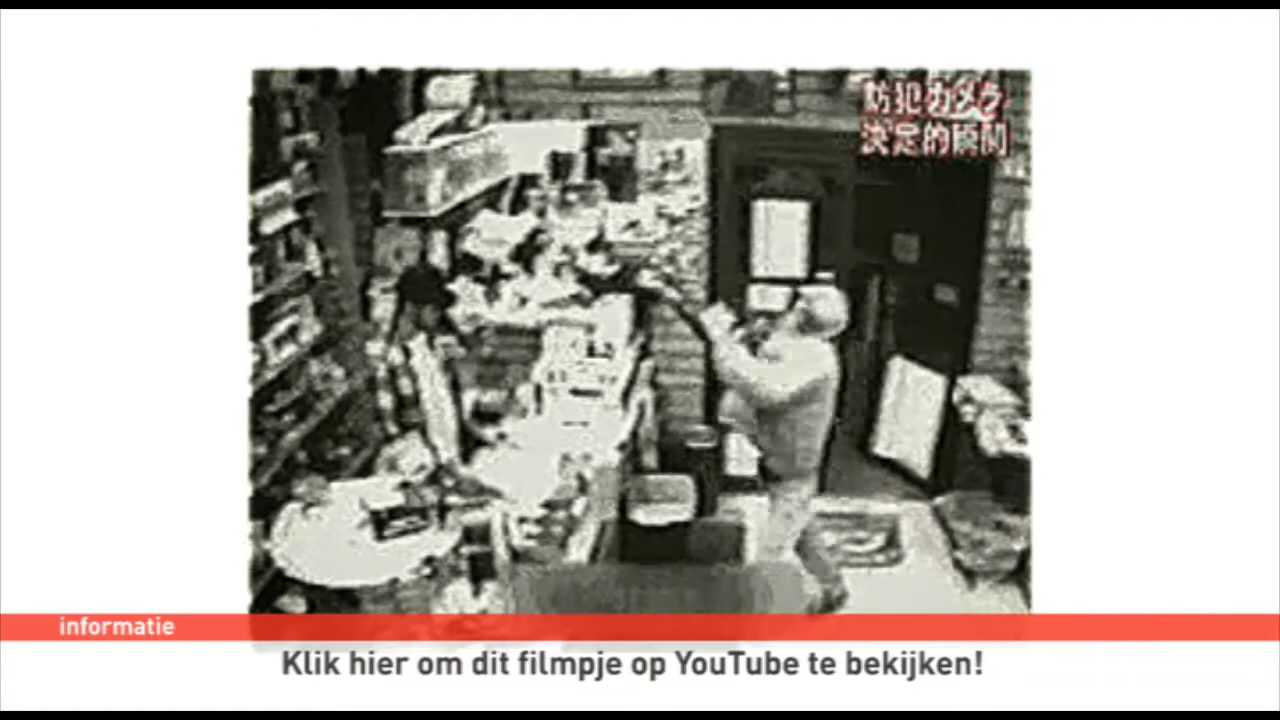 防犯カメラ
決定的瞬間
informatie
Klik hier om dit filmpje op YouTube te bekijken!